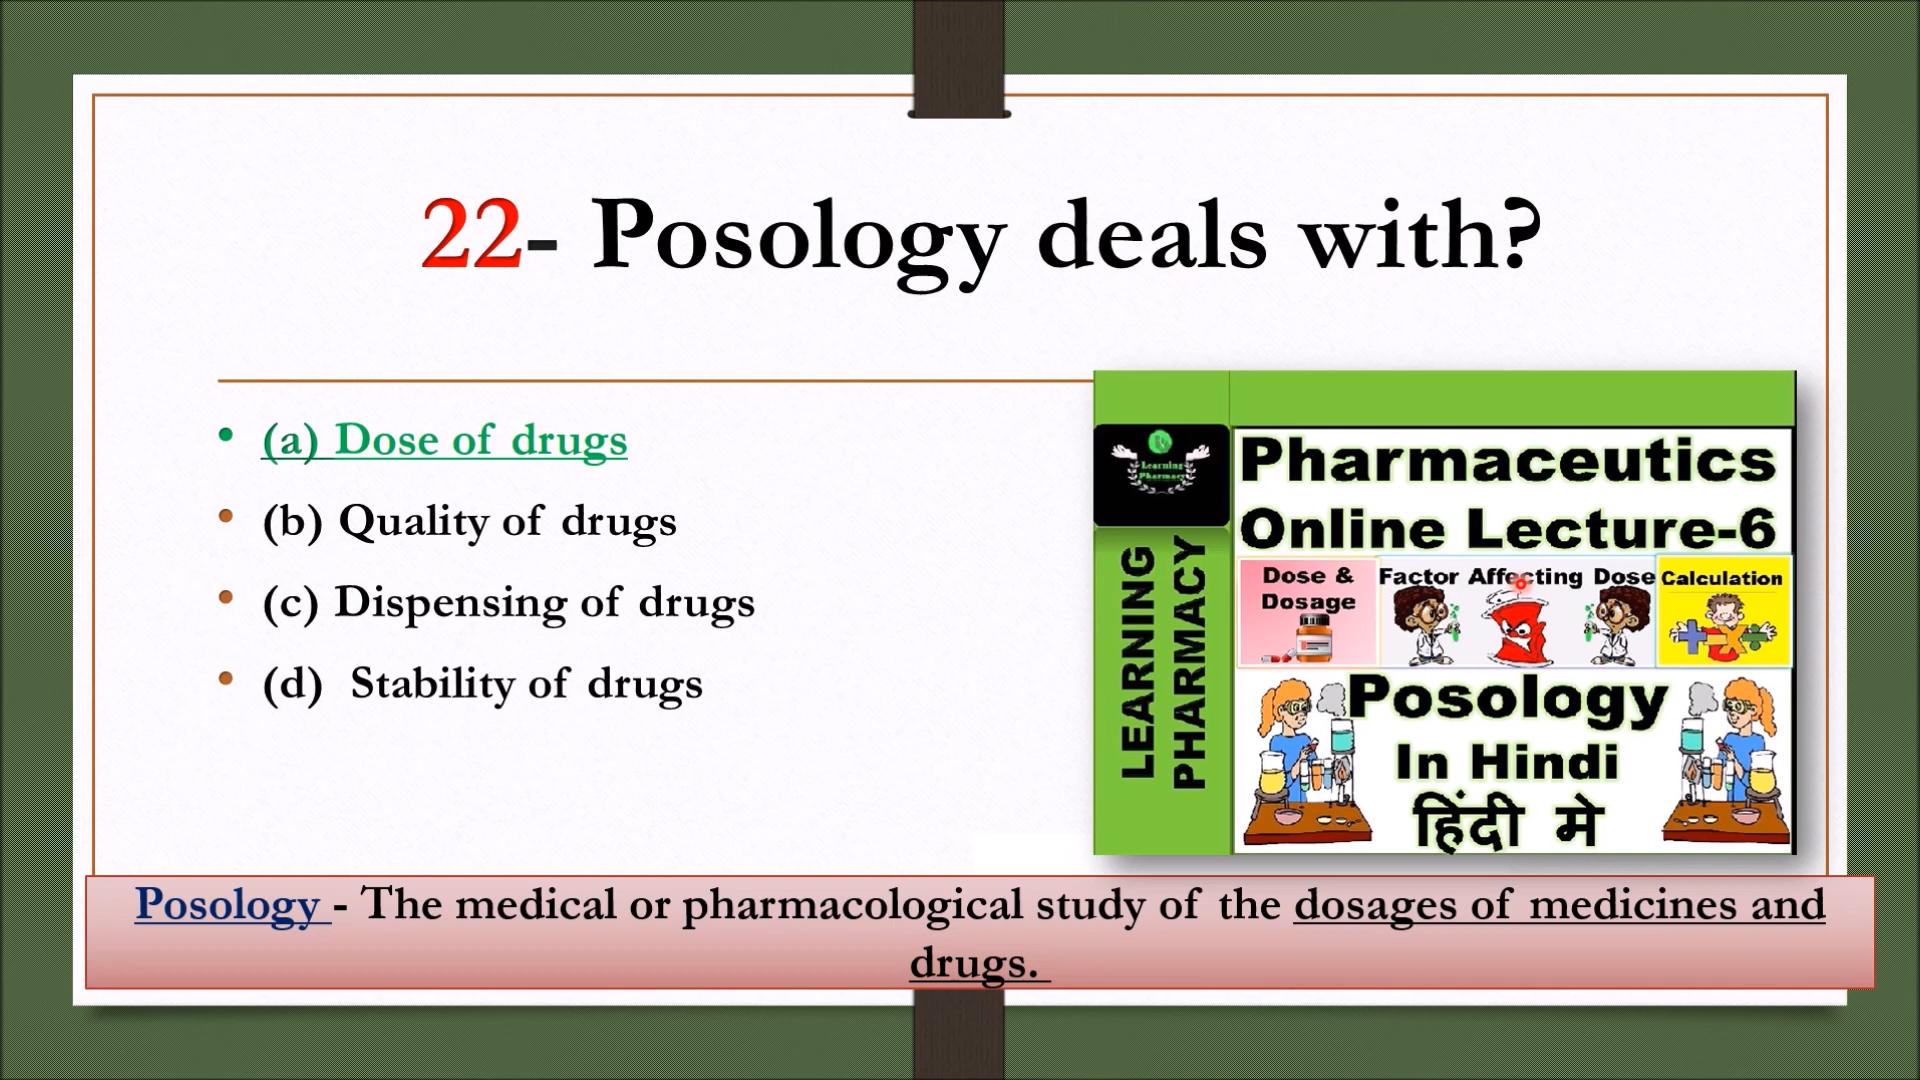 22- Posology deals with?
• (a) Dose of drugs
• (b) Quality of drugs
• (c) Dispensing of drugs
• (d) Stability of drugs
Learning
Pharmacy
LEARNING
PHARMACY
Pharmaceutics
Online Lecture-6
Dose &
Dosage
Factor Affecting Dose
Calculation
Posology
In Hindi
हिंदी मे
Posology - The medical or pharmacological study of the dosages of medicines and
drugs.